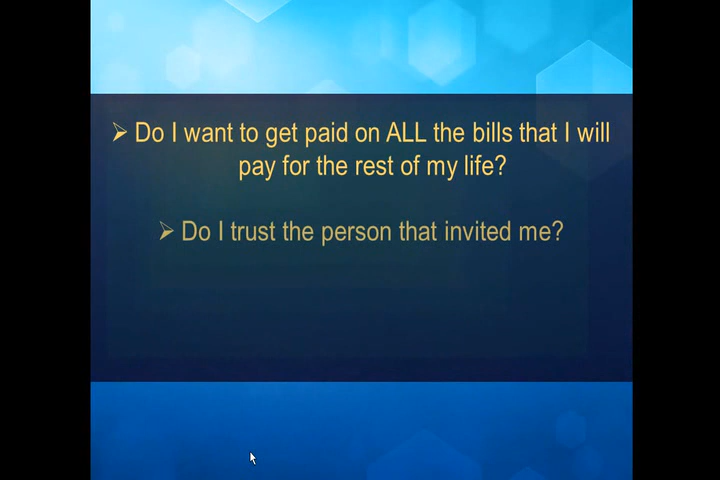 ➢ Do I want to get paid on ALL the bills that I will
pay for the rest of my life?
➢ Do I trust the person that invited me?